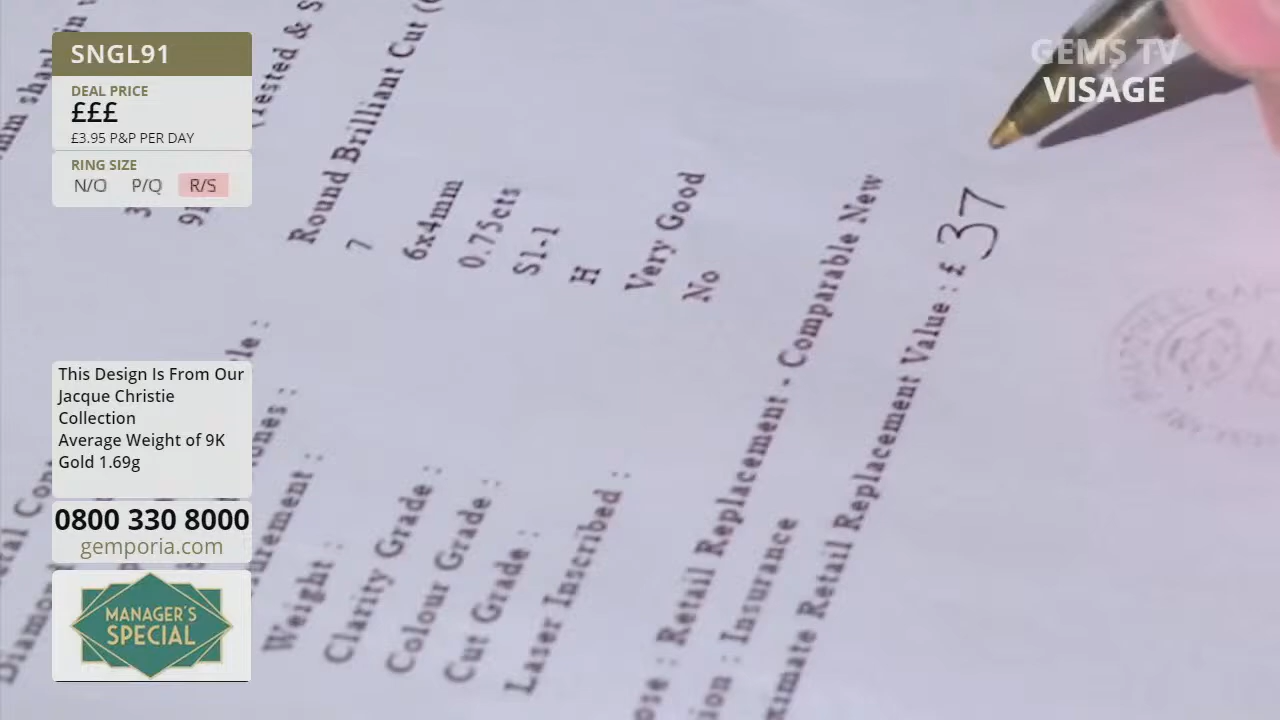 SNGL91
DEAL PRICE
£££
£3.95 P&P PER DAY
RING SIZE
N/O P/Q R/S
This Design Is From Our
Jacque Christie
Collection
Average Weight of 9K
Gold 1.69g
0800 330 8000
gemporia.com
MANAGER'S
SPECIAL
GEMS TV
VISAGE
Round Brilliant Cut
7
6x4mm
Weight : 0.75cts
Clarity Grade : S1-1
Colour Grade : H
Cut Grade : Very Good
Laser Inscribed : No
Retail Replacement - Comparable New
: Insurance
Retail Replacement Value : £ 37